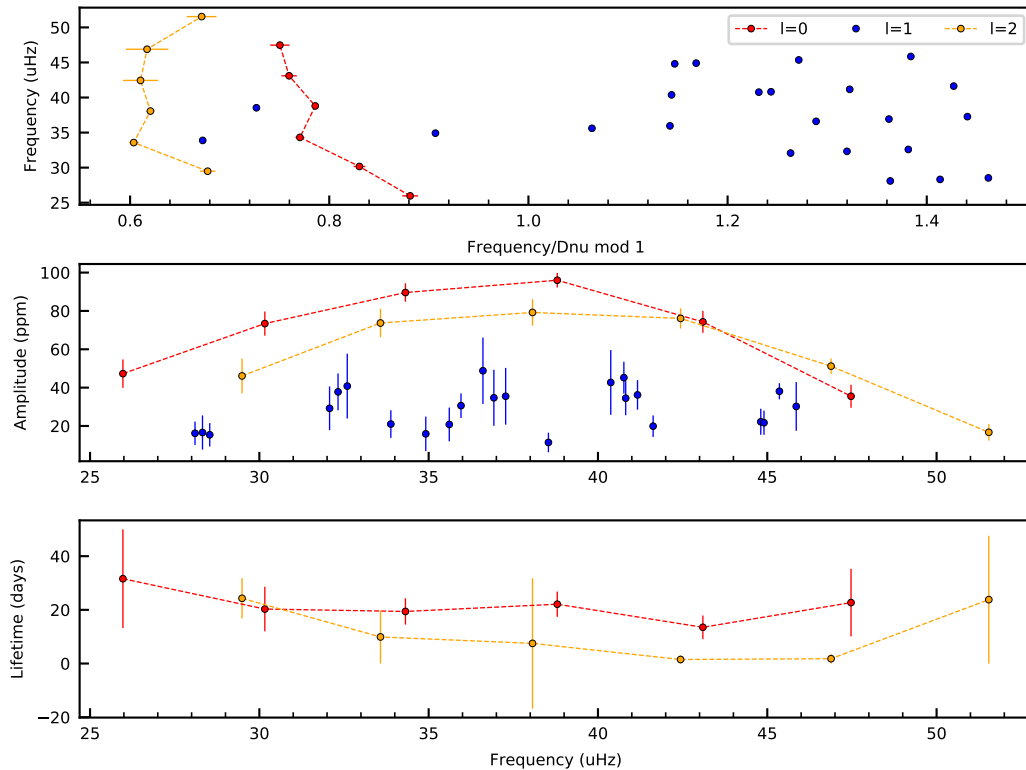 l=0 l=1 l=2
Frequency (uHz)
50
45
40
35
30
25
0.6 0.8 1.0 1.2 1.4
Frequency/Dnu mod 1
Amplitude (ppm)
100
80
60
40
20
25 30 35 40 45 50
Lifetime (days)
40
20
0
−20
25 30 35 40 45 50
Frequency (uHz)